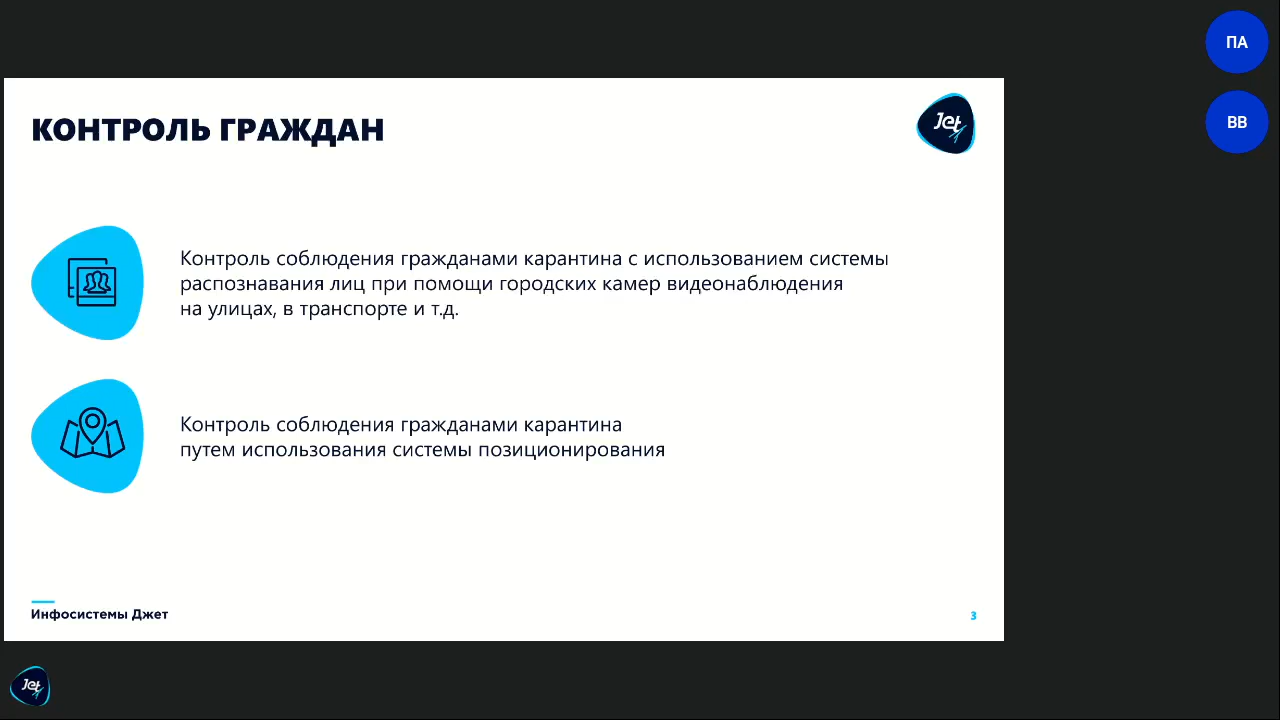 ПА
КОНТРОЛЬ ГРАЖДАН
Jet
ВВ
Контроль соблюдения гражданами карантина с использованием системы
распознавания лиц при помощи городских камер видеонаблюдения
на улицах, в транспорте и т.д.
Контроль соблюдения гражданами карантина
путем использования системы позиционирования
Инфосистемы Джет
3
Jet